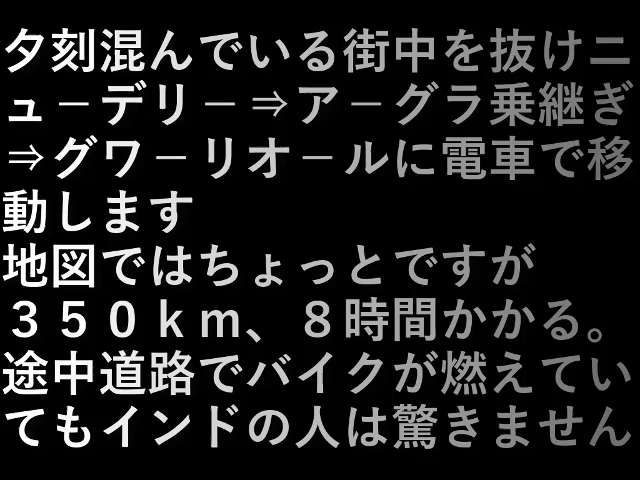 夕刻混んでいる街中を抜けニ
ュ－デリ－⇒ア－グラ乗継ぎ
⇒グワ－リオ－ルに電車で移
動します
地図ではちょっとですが
３５０ｋｍ、８時間かかる。
途中道路でバイクが燃えてい
てもインドの人は驚きません